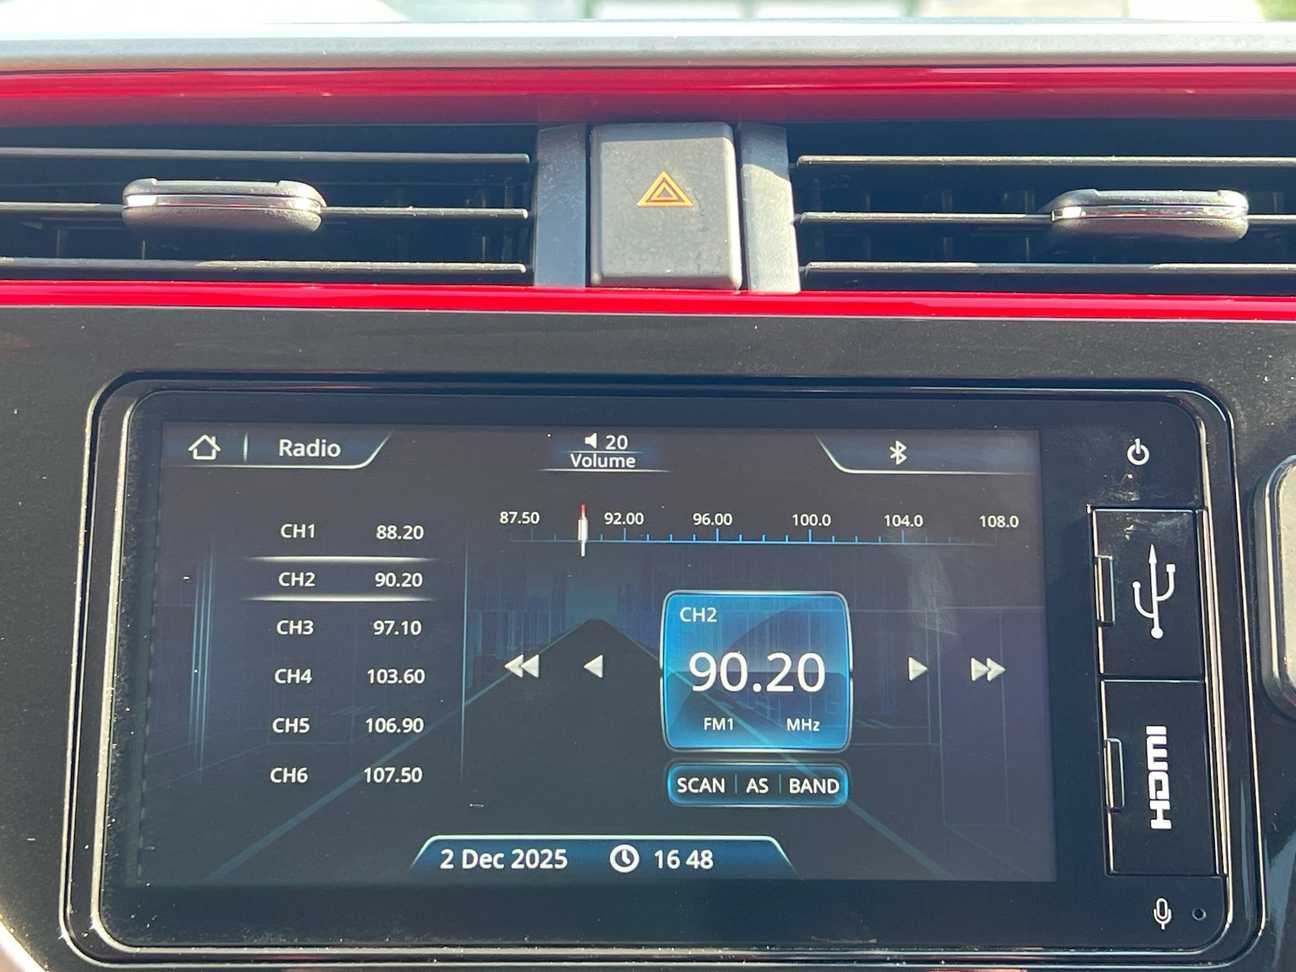 Radio
20
Volume
CH1 88.20
CH2 90.20
CH3 97.10
CH4 103.60
CH5 106.90
CH6 107.50
87.50 92.00 96.00 100.0 104.0 108.0
CH2
90.20
FM1 MHz
SCAN AS BAND
2 Dec 2025 16 48
HDMI